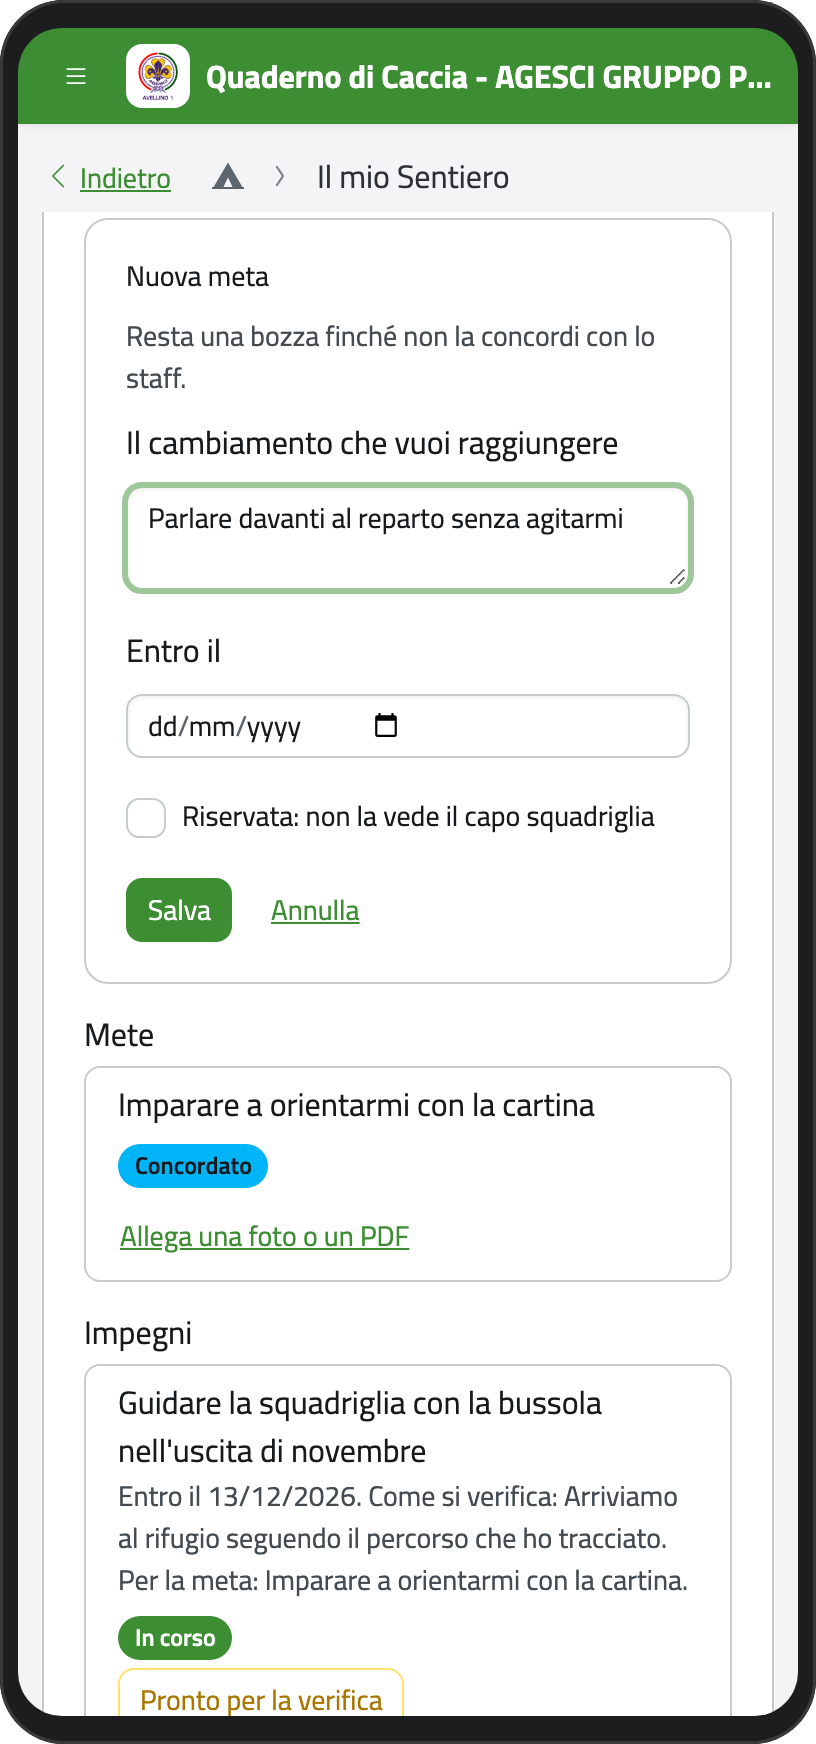 AVELLINO 1
Quaderno di Caccia - AGESCI GRUPPO P...
Indietro
Il mio Sentiero
Nuova meta
Resta una bozza finché non la concordi con lo
staff.
Il cambiamento che vuoi raggiungere
Parlare davanti al reparto senza agitarmi
Entro il
dd/mm/yyyy
Riservata: non la vede il capo squadriglia
Salva
Annulla
Mete
Imparare a orientarmi con la cartina
Concordato
Allega una foto o un PDF
Impegni
Guidare la squadriglia con la bussola
nell'uscita di novembre
Entro il 13/12/2026. Come si verifica: Arriviamo
al rifugio seguendo il percorso che ho tracciato.
Per la meta: Imparare a orientarmi con la cartina.
In corso
Pronto per la verifica